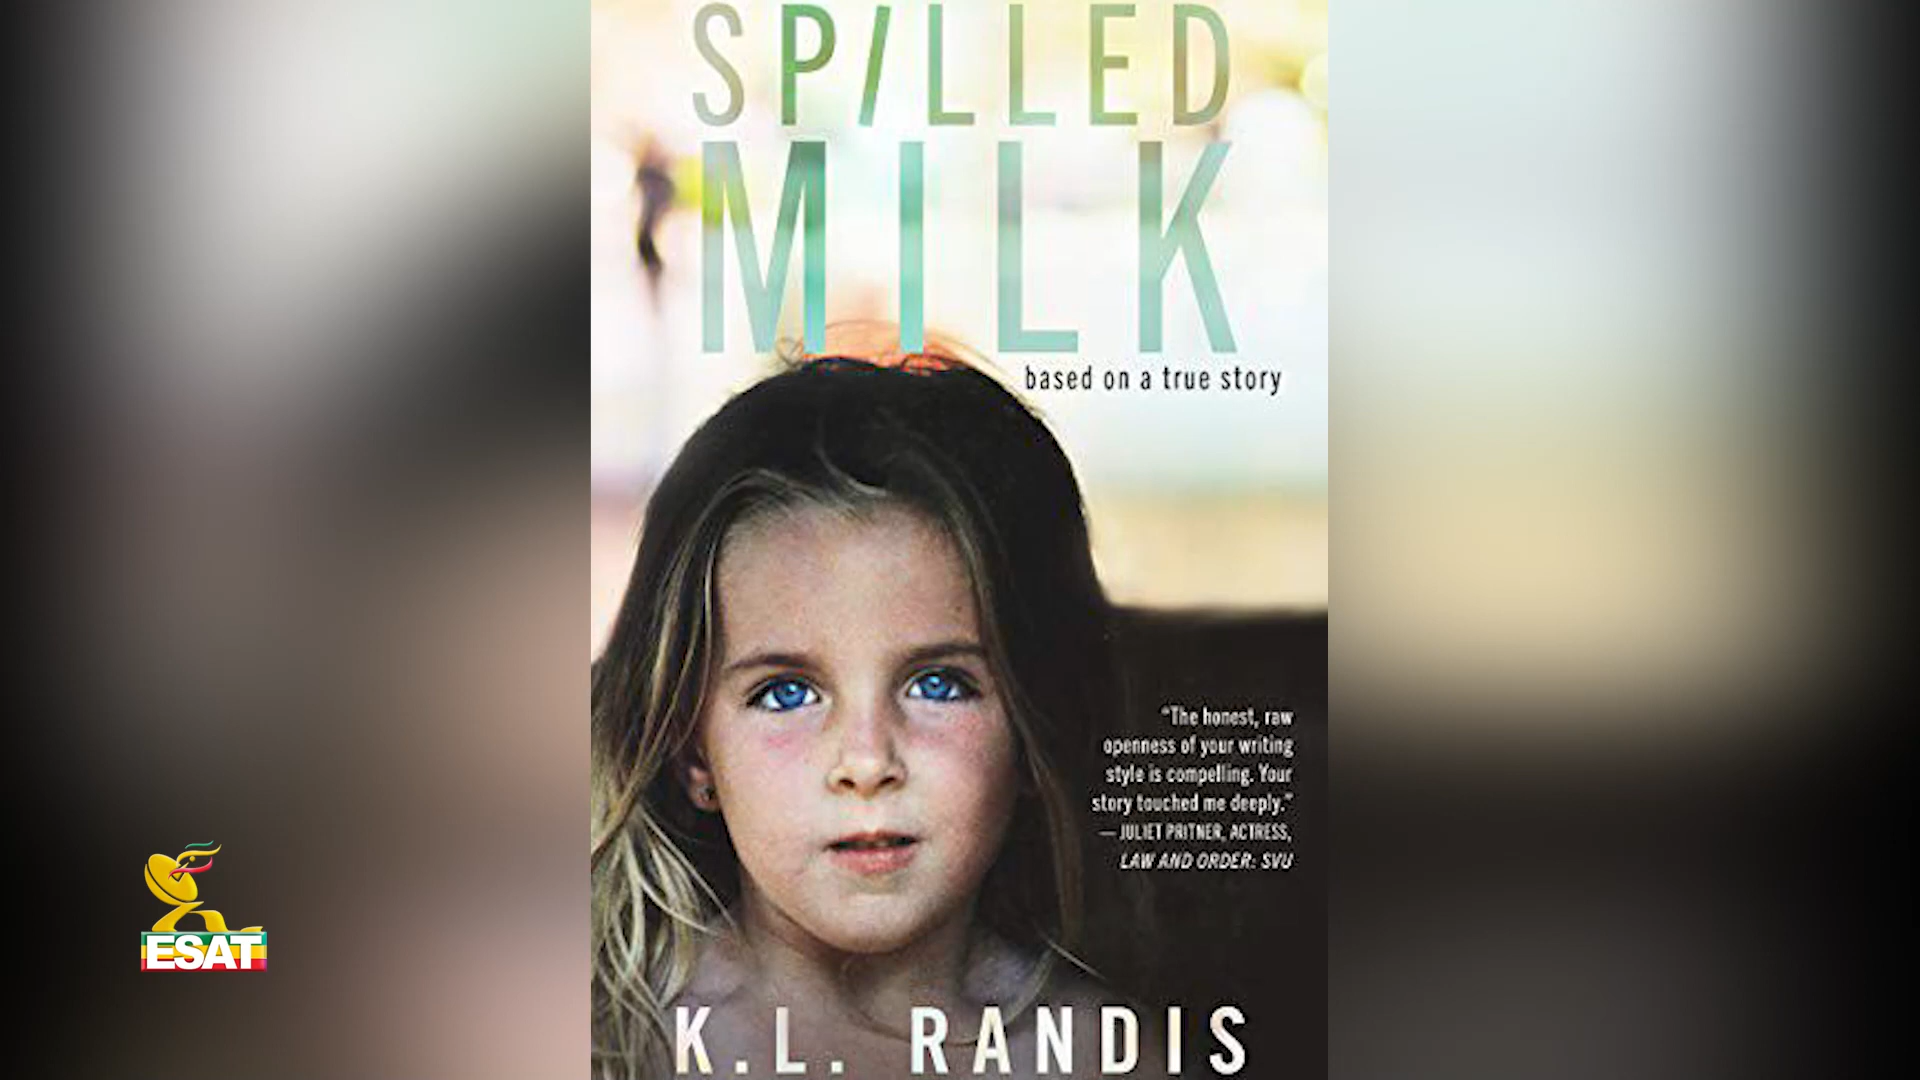 SPILLED
MILK
based on a true story
"The honest, raw
openness of your writing
style is compelling. Your
story touched me deeply."
— JULIET PRITNER, ACTRESS,
LAW AND ORDER: SVU
K.L. RANDIS
ESAT